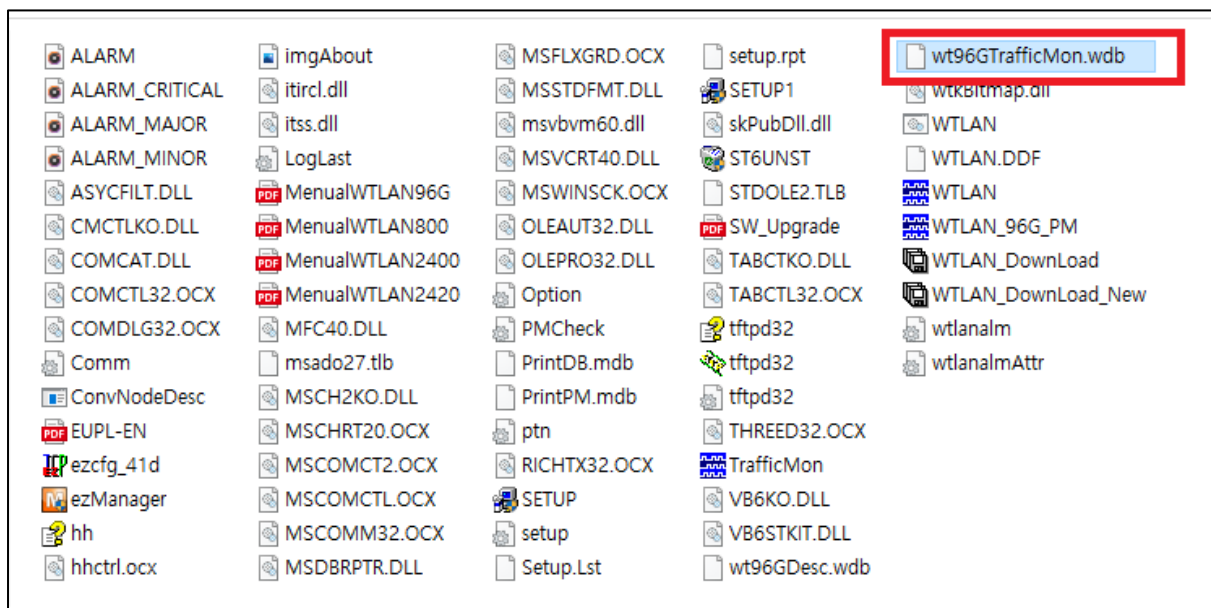 ALARM
ALARM_CRITICAL
ALARM_MAJOR
ALARM_MINOR
ASYCFILT.DLL
CMCTLKO.DLL
COMCAT.DLL
COMCTL32.OCX
COMDLG32.OCX
Comm
ConvNodeDesc
EUPL-EN
ezcfg_41d
ezManager
hh
hhctrl.ocx
imgAbout
itircl.dll
itss.dll
LogLast
MenualWTLAN96G
MenualWTLAN800
MenualWTLAN2400
MenualWTLAN2420
MFC40.DLL
msado27.tlb
MSCH2KO.DLL
MSCHRT20.OCX
MSCOMCT2.OCX
MSCOMCTL.OCX
MSCOMM32.OCX
MSDBRPTR.DLL
MSFLXGRD.OCX
MSSTDFMT.DLL
msvbvm60.dll
MSVCRT40.DLL
MSWINSCK.OCX
OLEAUT32.DLL
OLEPRO32.DLL
Option
PMCheck
PrintDB.mdb
PrintPM.mdb
ptn
RICHTX32.OCX
SETUP
setup
Setup.Lst
setup.rpt
SETUP1
skPubDll.dll
ST6UNST
STDOLE2.TLB
SW_Upgrade
TABCTKO.DLL
TABCTL32.OCX
tftpd32
tftpd32
tftpd32
THREED32.OCX
TrafficMon
VB6KO.DLL
VB6STKIT.DLL
wt96GDesc.wdb
wt96GTrafficMon.wdb
wtkBitmap.dll
WTLAN
WTLAN.DDF
WTLAN
WTLAN_96G_PM
WTLAN_DownLoad
WTLAN_DownLoad_New
wtlanalm
wtlanalmAttr